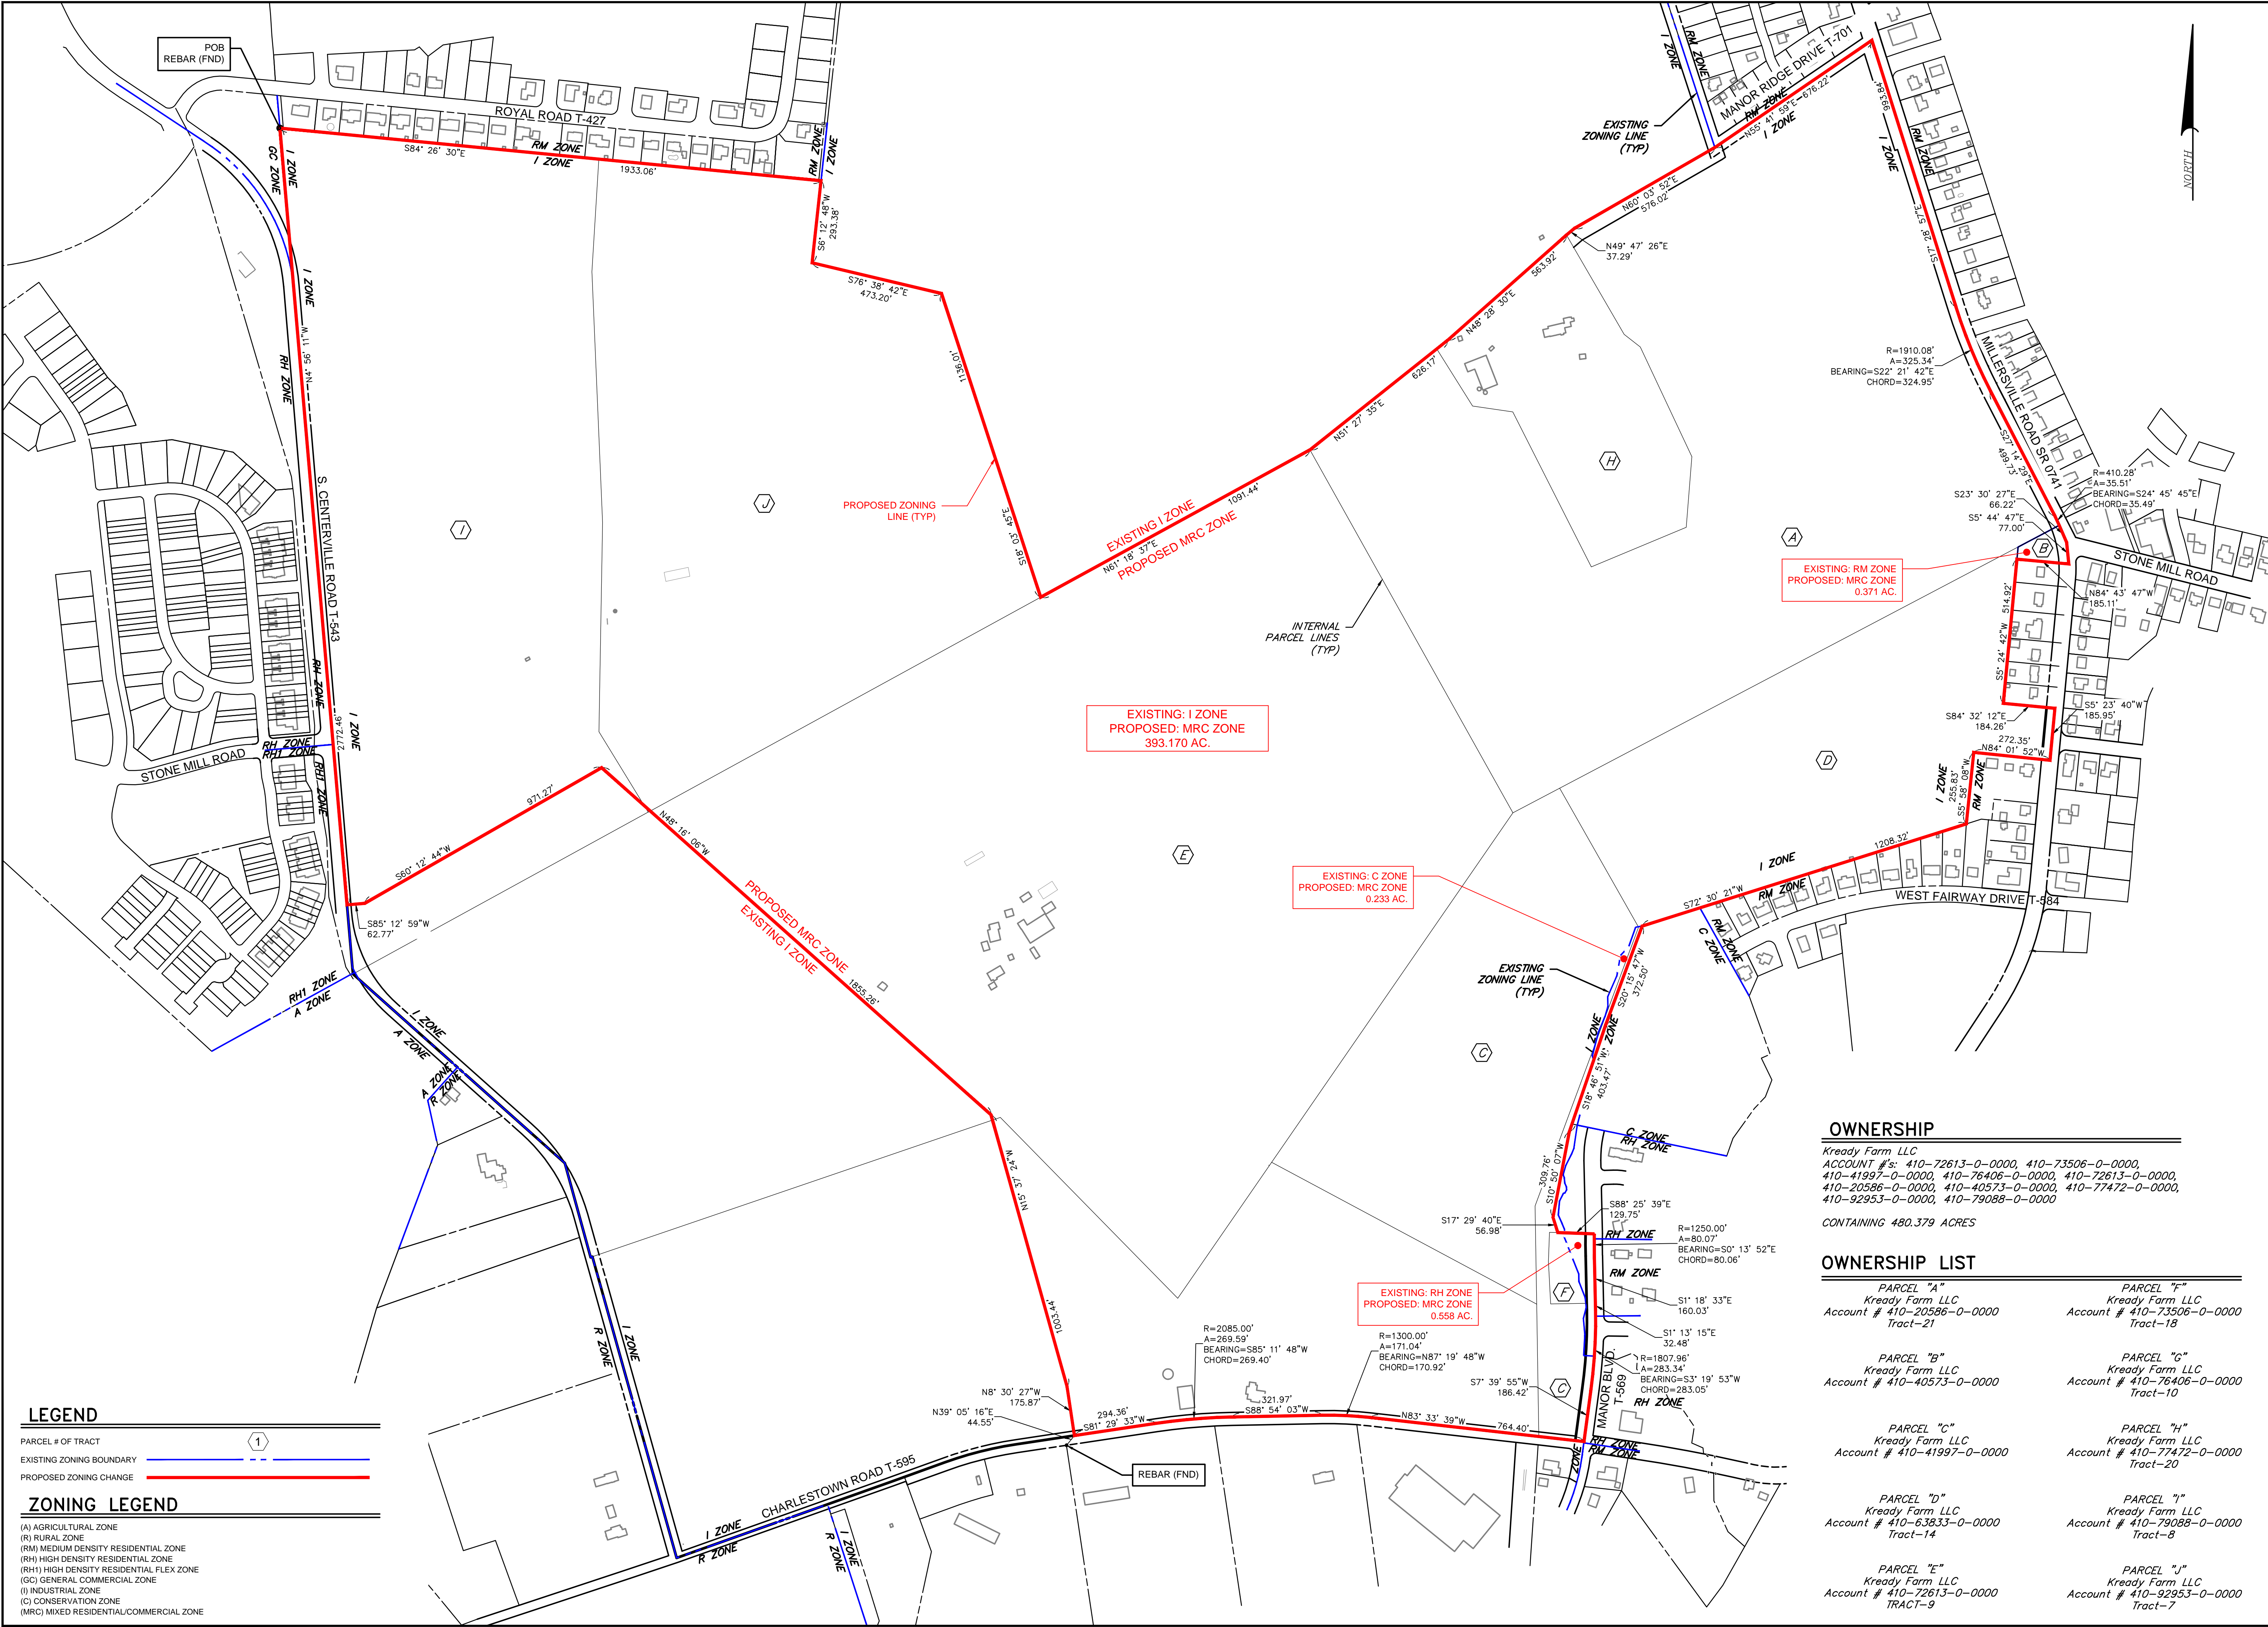 POB
REBAR (FND)
ROYAL ROAD T-427
S84° 26' 30"E
RM ZONE
I ZONE
1933.06'
RM ZONE
I ZONE
GC ZONE
I ZONE
S6° 12' 48"W
293.38'
S76° 38' 42"E
473.20'
1136.01'
S18° 03' 45"E
I ZONE
RM ZONE
MANOR RIDGE DRIVE T-701
RM ZONE
N55° 41' 59"E 676.22'
I ZONE
EXISTING
ZONING LINE
(TYP)
N60° 03' 52"E
576.02'
N49° 47' 26"E
37.29'
563.92'
N48° 28' 30"E
626.17'
N51° 27' 35"E
993.84'
I ZONE
RM ZONE
S17° 28' 57"E
NORTH
R=1910.08'
A=325.34'
BEARING=S22° 21' 42"E
CHORD=324.95'
MILLERSVILLE ROAD SR 0741
S27° 14' 29"E
499.73'
R=410.28'
A=35.51'
BEARING=S24° 45' 45"E
CHORD=35.49'
S23° 30' 27"E
66.22'
S5° 44' 47"E
77.00'
STONE MILL ROAD
N84° 43' 47"W
185.11'
I ZONE
RH ZONE
N4° 56' 11"W
S. CENTERVILLE ROAD T-543
RH ZONE
2772.46'
I ZONE
RH ZONE
RH1 ZONE
STONE MILL ROAD
RH1 ZONE
I
J
H
A
B
PROPOSED ZONING
LINE (TYP)
EXISTING I ZONE
1091.44'
N61° 18' 37"E
PROPOSED MRC ZONE
EXISTING: RM ZONE
PROPOSED: MRC ZONE
0.371 AC.
INTERNAL
PARCEL LINES
(TYP)
EXISTING: I ZONE
PROPOSED: MRC ZONE
393.170 AC.
S5° 24' 42"W 514.92'
S84° 32' 12"E
184.26'
S5° 23' 40"W
185.95'
272.35'
N84° 01' 52"W
I ZONE
255.83'
S5° 58' 08"W
RM ZONE
D
971.27'
S60° 12' 44"W
S85° 12' 59"W
62.77'
N48° 16' 06"W
PROPOSED MRC ZONE
EXISTING I ZONE
1855.26'
E
EXISTING: C ZONE
PROPOSED: MRC ZONE
0.233 AC.
1208.32'
I ZONE
S72° 30' 21"W
RM ZONE
WEST FAIRWAY DRIVE T-584
RM ZONE
C ZONE
EXISTING
ZONING LINE
(TYP)
S20° 15' 47"W
372.50'
I ZONE
ZONE
S18° 46' 51"W
403.47'
C
RH1 ZONE
A ZONE
I ZONE
A ZONE
A ZONE
R ZONE
C ZONE
RH ZONE
309.76'
S10° 50' 07"W
S17° 29' 40"E
56.98'
S88° 25' 39"E
129.75'
RH ZONE
R=1250.00'
A=80.07'
BEARING=S0° 13' 52"E
CHORD=80.06'
RM ZONE
F
EXISTING: RH ZONE
PROPOSED: MRC ZONE
0.558 AC.
S1° 18' 33"E
160.03'
S1° 13' 15"E
32.48'
R=1807.96'
A=283.34'
BEARING=S3° 19' 53"W
CHORD=283.05'
RH ZONE
MANOR BLVD.
T-569
S7° 39' 55"W
186.42'
C
N15° 37' 24"W
1003.44'
N8° 30' 27"W
175.87'
N39° 05' 16"E
44.55'
294.36'
S81° 29' 33"W
R=2085.00'
A=269.59'
BEARING=S85° 11' 48"W
CHORD=269.40'
321.97'
S88° 54' 03"W
R=1300.00'
A=171.04'
BEARING=N87° 19' 48"W
CHORD=170.92'
N83° 33' 39"W
764.40'
RH ZONE
RM ZONE
ZONE
REBAR (FND)
I ZONE
R ZONE
CHARLESTOWN ROAD T-595
I ZONE
R ZONE
I ZONE
R ZONE
LEGEND
PARCEL # OF TRACT
1
EXISTING ZONING BOUNDARY
PROPOSED ZONING CHANGE
ZONING LEGEND
(A) AGRICULTURAL ZONE
(R) RURAL ZONE
(RM) MEDIUM DENSITY RESIDENTIAL ZONE
(RH) HIGH DENSITY RESIDENTIAL ZONE
(RH1) HIGH DENSITY RESIDENTIAL FLEX ZONE
(GC) GENERAL COMMERCIAL ZONE
(I) INDUSTRIAL ZONE
(C) CONSERVATION ZONE
(MRC) MIXED RESIDENTIAL/COMMERCIAL ZONE
OWNERSHIP
Kready Farm LLC
ACCOUNT #'s: 410-72613-0-0000, 410-73506-0-0000,
410-41997-0-0000, 410-76406-0-0000, 410-72613-0-0000,
410-20586-0-0000, 410-40573-0-0000, 410-77472-0-0000,
410-92953-0-0000, 410-79088-0-0000
CONTAINING 480.379 ACRES
OWNERSHIP LIST
PARCEL "A"
Kready Farm LLC
Account # 410-20586-0-0000
Tract-21
PARCEL "F"
Kready Farm LLC
Account # 410-73506-0-0000
Tract-18
PARCEL "B"
Kready Farm LLC
Account # 410-40573-0-0000
PARCEL "G"
Kready Farm LLC
Account # 410-76406-0-0000
Tract-10
PARCEL "C"
Kready Farm LLC
Account # 410-41997-0-0000
PARCEL "H"
Kready Farm LLC
Account # 410-77472-0-0000
Tract-20
PARCEL "D"
Kready Farm LLC
Account # 410-63833-0-0000
Tract-14
PARCEL "I"
Kready Farm LLC
Account # 410-79088-0-0000
Tract-8
PARCEL "E"
Kready Farm LLC
Account # 410-72613-0-0000
TRACT-9
PARCEL "J"
Kready Farm LLC
Account # 410-92953-0-0000
Tract-7